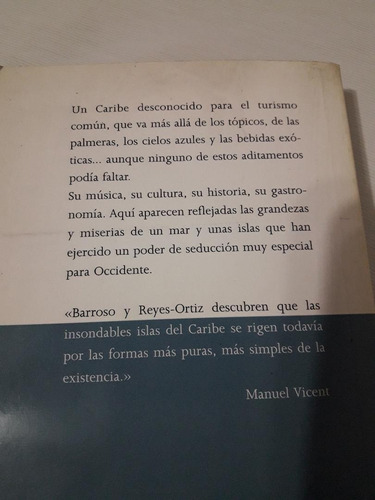 Un Caribe desconocido para el turismo
común, que va más allá de los tópicos, de las
palmeras, los cielos azules y las bebidas exó-
ticas... aunque ninguno de estos aditamentos
podía faltar.
Su música, su cultura, su historia, su gastro-
nomía. Aquí aparecen reflejadas las grandezas
y miserias de un mar y unas islas que han
ejercido un poder de seducción muy especial
para Occidente.
«Barroso y Reyes-Ortiz descubren que las
insondables islas del Caribe se rigen todavía
por las formas más puras, más simples de la
existencia.»
Manuel Vicent